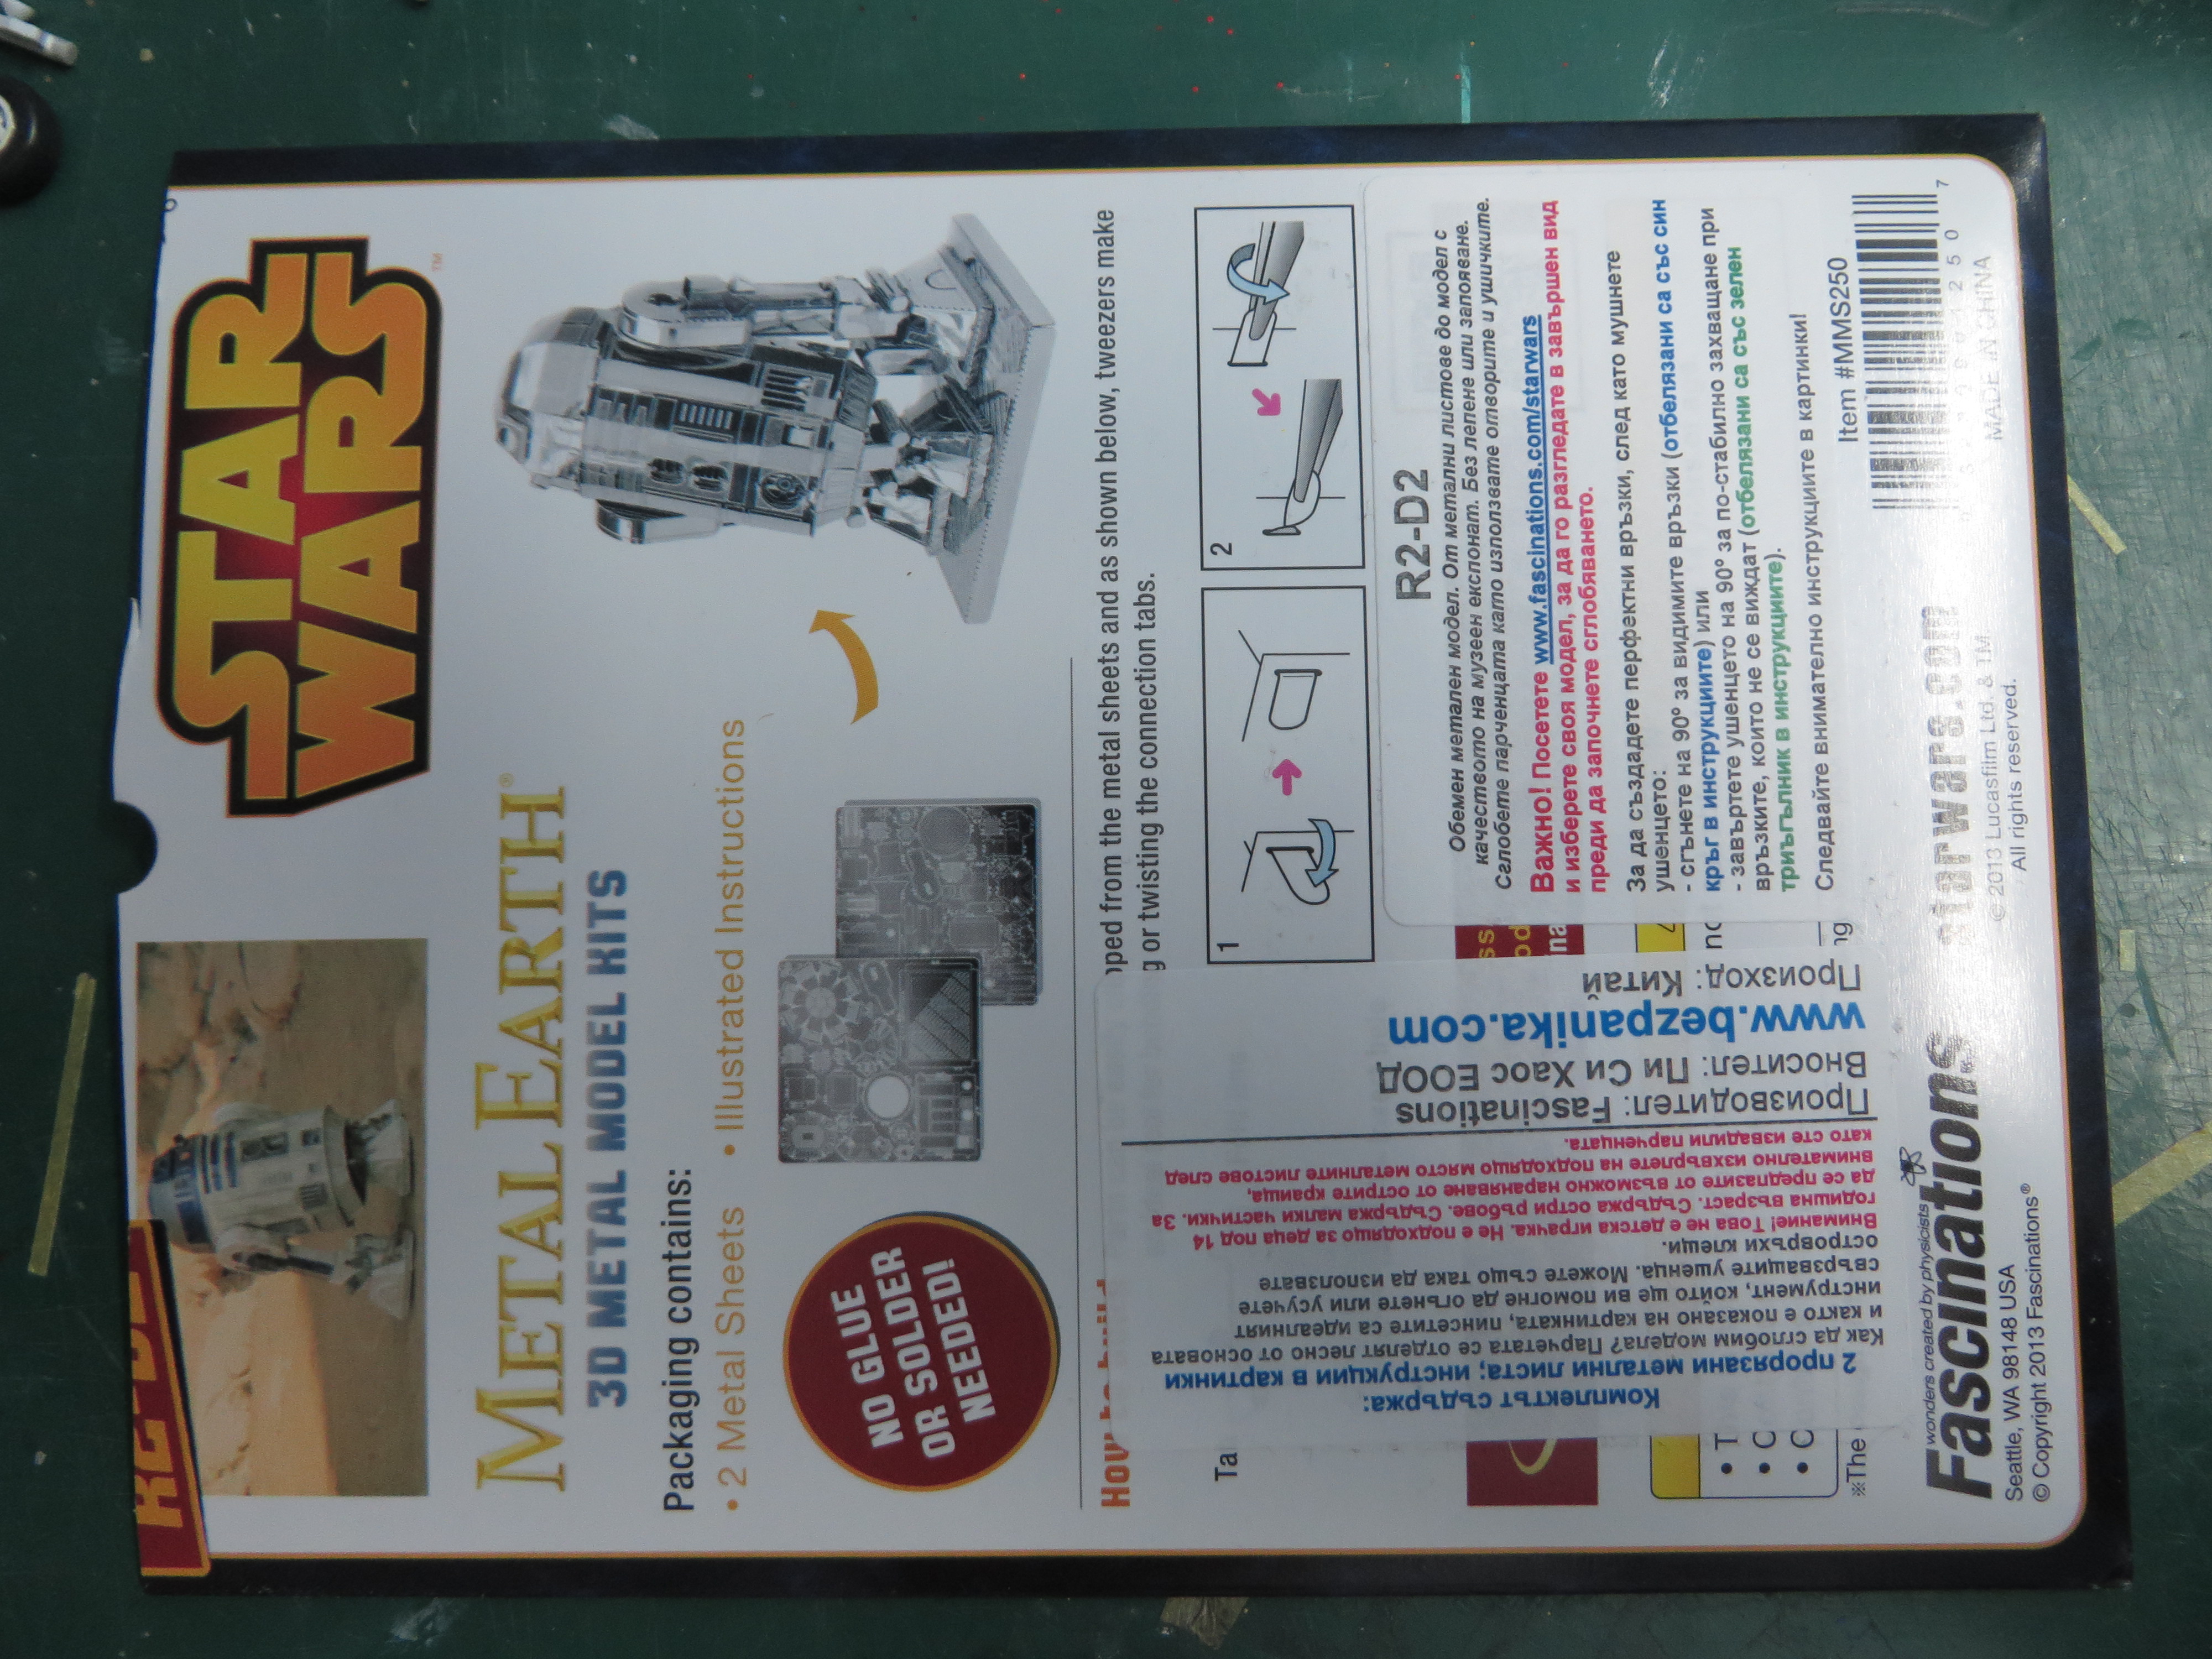 R2-D2
STAR
WARS
TM
METAL EARTH®
3D METAL MODEL KITS
Packaging contains:
• 2 Metal Sheets • Illustrated Instructions
NO GLUE
OR SOLDER
NEEDED!
How to build
pped from the metal sheets and as shown below, tweezers make
g or twisting the connection tabs.
Ta
1
2
R2-D2
Обемен метален модел. От метални листове до модел с
качеството на музеен експонат. Без лепене или запояване.
Сглобете парченцата като използвате отворите и ушичките.
Важно! Посетете www.fascinations.com/starwars
и изберете своя модел, за да го разгледате в завършен вид
преди да започнете сглобяването.
За да създадете перфектни връзки, след като мушнете
ушенцето:
- сгънете на 90° за видимите връзки (отбелязани са със син
кръг в инструкциите) или
- завъртете ушенцето на 90° за по-стабилно захващане при
връзките, които не се виждат (отбелязани са със зелен
триъгълник в инструкциите).
Следвайте внимателно инструкциите в картинки!
Комплектът съдържа:
2 прорязани метални листа; инструкции в картинки
Как да сглобим модела? Парчетата се отделят лесно от основата
и както е показано на картинката, пинсетите са идеалният
инструмент, който ще ви помогне да огънете или усучете
свързващите ушенца. Можете също така да използвате
островръхи клещи.
Внимание! Това не е детска играчка. Не е подходящо за деца под 14
годишна възраст. Съдържа остри ръбове. Съдържа малки частички. За
да се предпазите от възможно нараняване от острите краища,
внимателно изхвърлете на подходящо място металните листове след
като сте извадили парченцата.
Производител: Fascinations
Вносител: Пи Си Хаос ЕООД
www.bezpanika.com
Произход: Китай
• T
• C
• C
※The
Item #MMS250
wonders created by physicists
Fascinations®
Seattle, WA 98148 USA
© Copyright 2013 Fascinations®
starwars.com
©2013 Lucasfilm Ltd. & TM.
All rights reserved.
MADE IN CHINA